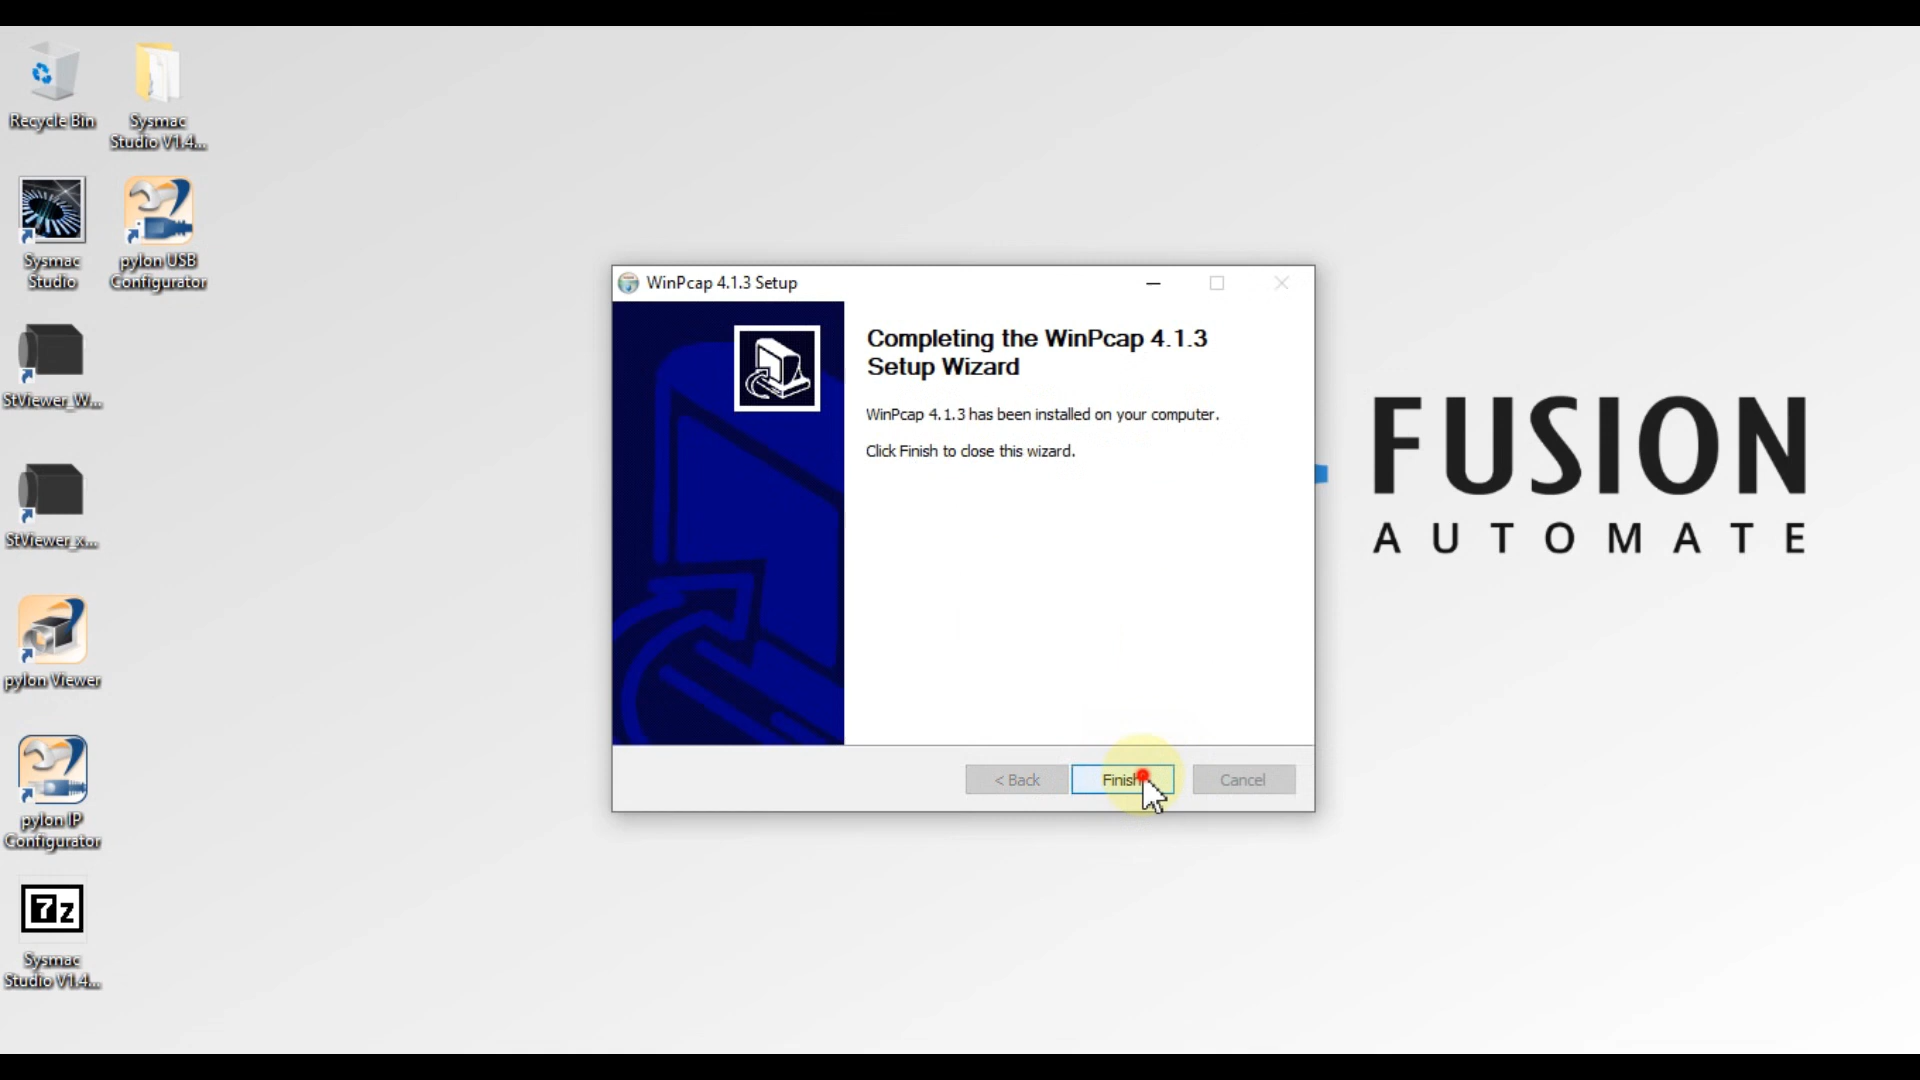 Recycle Bin
Sysmac
Studio V1.4...
Sysmac
Studio
pylon USB
Configurator
StViewer_W...
StViewer_x...
pylon Viewer
pylon IP
Configurator
7z
Sysmac
Studio V1.4...
WinPcap 4.1.3 Setup
Completing the WinPcap 4.1.3
Setup Wizard
WinPcap 4.1.3 has been installed on your computer.
Click Finish to close this wizard.
< Back
Finish
Cancel
FUSION
AUTOMATE